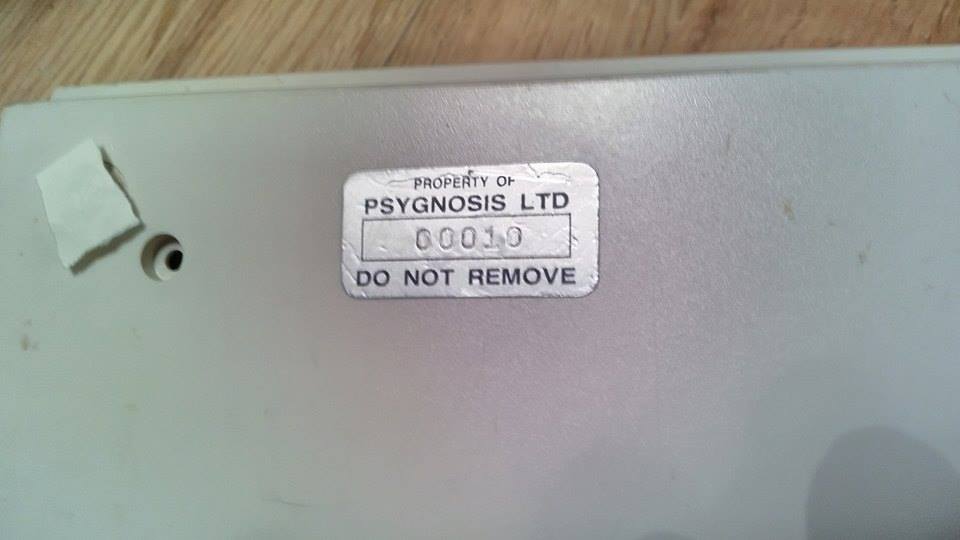 PROPERTY OF
PSYGNOSIS LTD
00010
DO NOT REMOVE